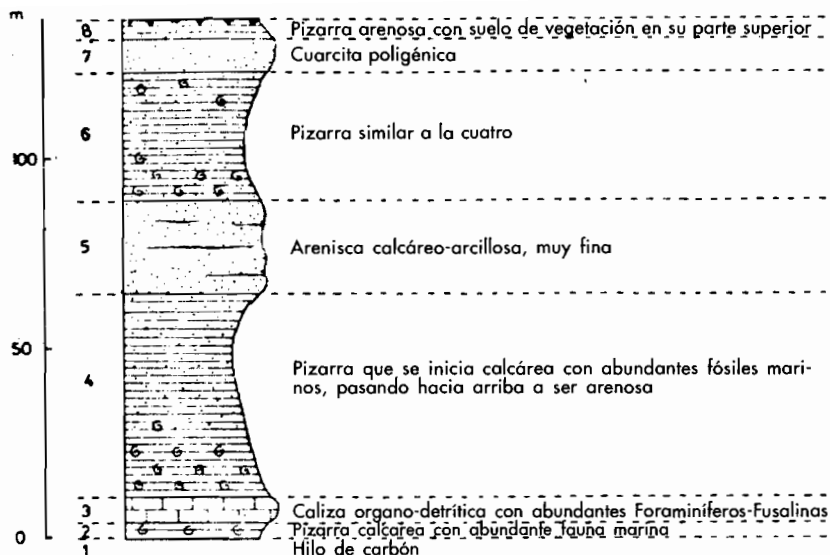 m
8 Pizarra arenosa con suelo de vegetación en su parte superior
7 Cuarcita poligénica
6 Pizarra similar a la cuatro
100
5 Arenisca calcáreo-arcillosa, muy fina
50
4 Pizarra que se inicia calcárea con abundantes fósiles mari-
nos, pasando hacia arriba a ser arenosa
3 Caliza organo-detrítica con abundantes Foraminíferos-Fusalinas
0 2 Pizarra calcarea con abundante fauna marina
1 Hilo de carbón